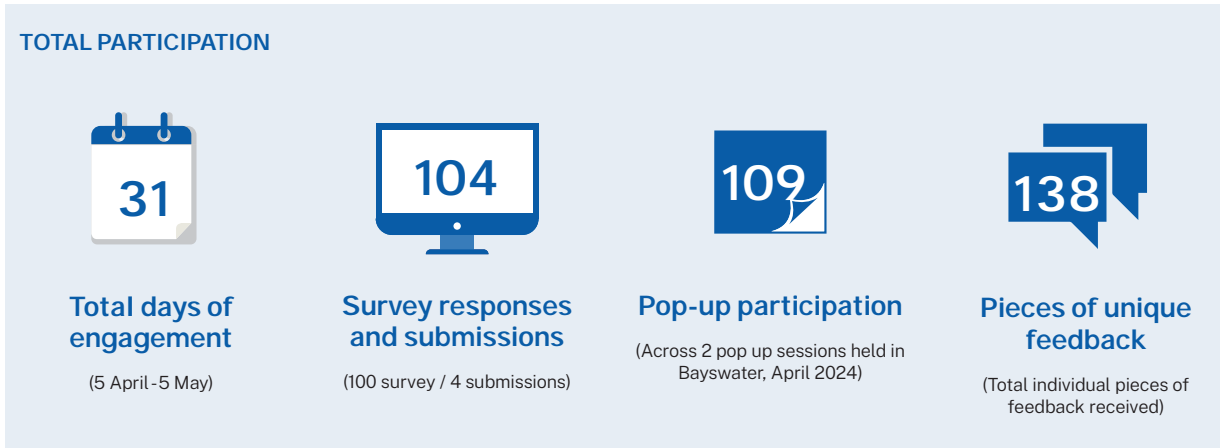 TOTAL PARTICIPATION
31
Total days of
engagement
(5 April - 5 May)
104
Survey responses
and submissions
(100 survey / 4 submissions)
109
Pop-up participation
(Across 2 pop up sessions held in
Bayswater, April 2024)
138
Pieces of unique
feedback
(Total individual pieces of
feedback received)